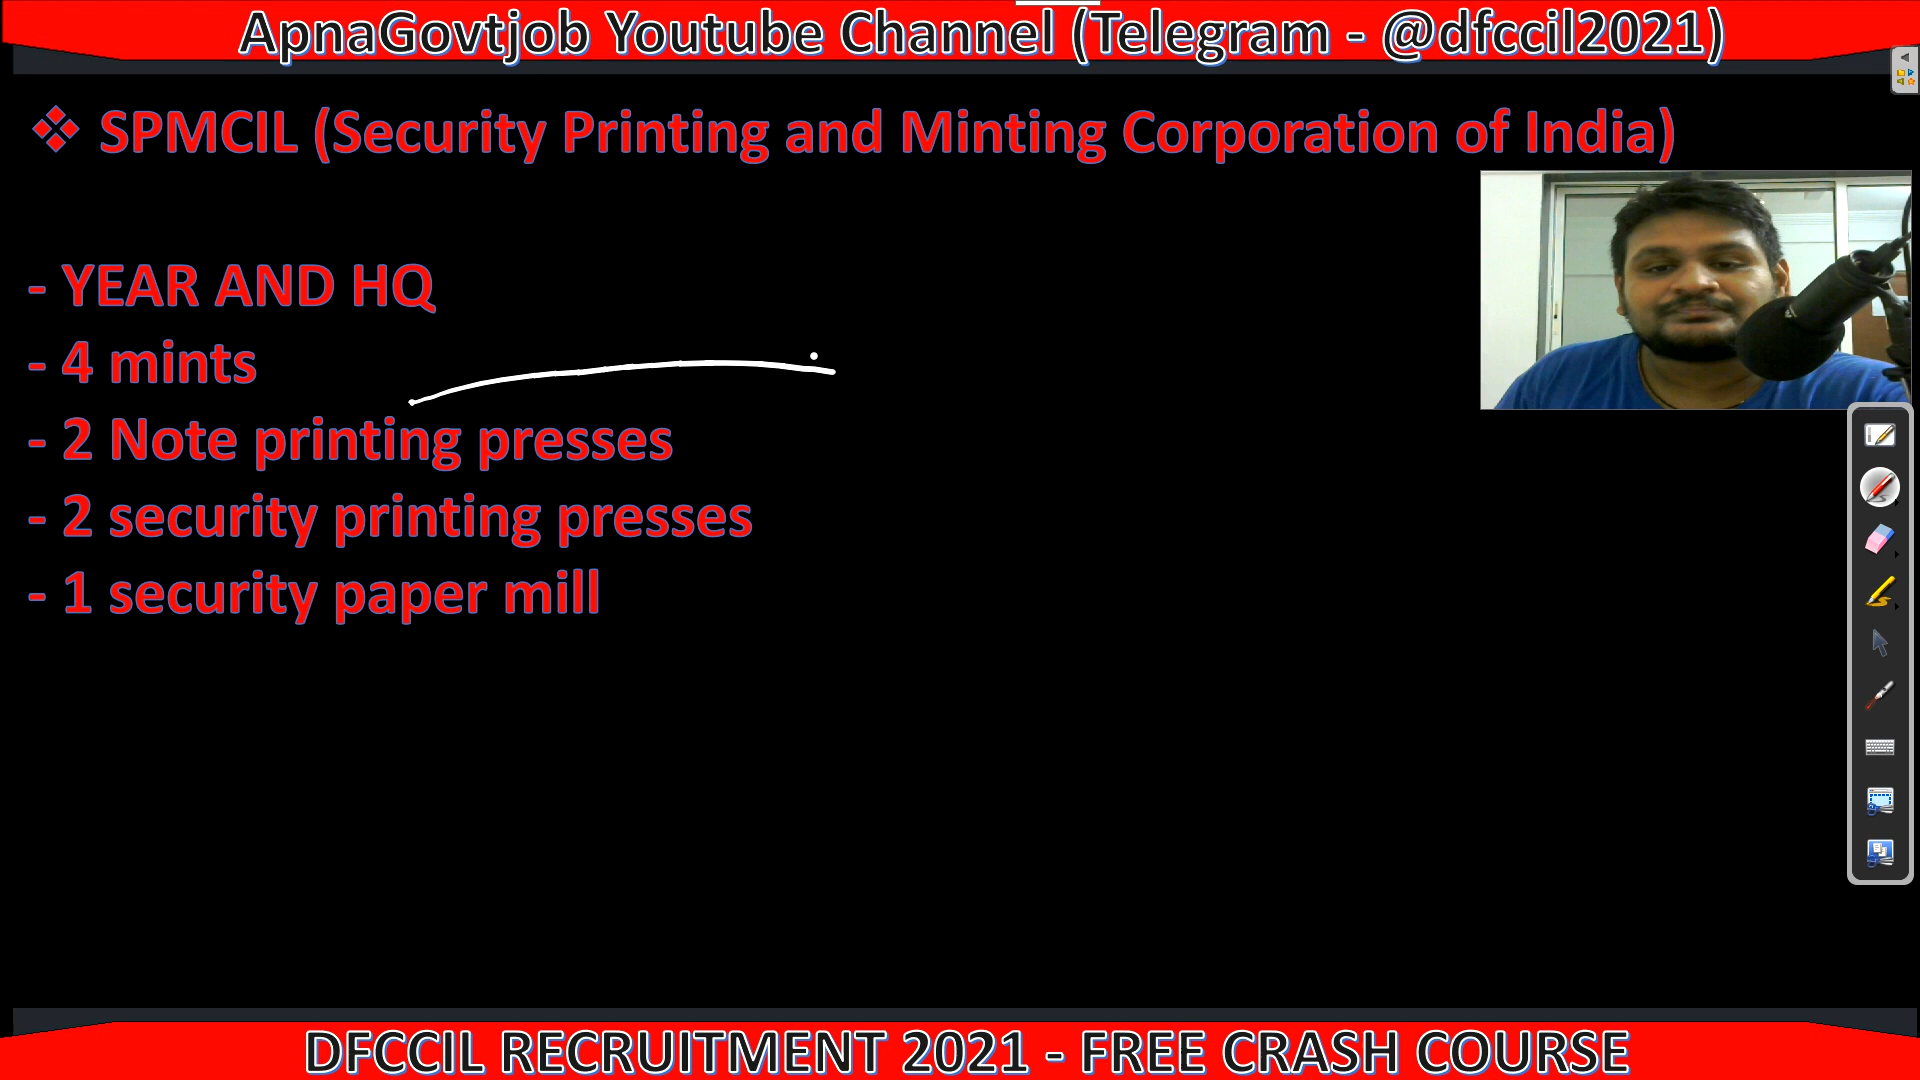 ApnaGovtjob Youtube Channel (Telegram - @dfccil2021)
❖ SPMCIL (Security Printing and Minting Corporation of India)
- YEAR AND HQ
- 4 mints
- 2 Note printing presses
- 2 security printing presses
- 1 security paper mill
DFCCIL RECRUITMENT 2021 - FREE CRASH COURSE